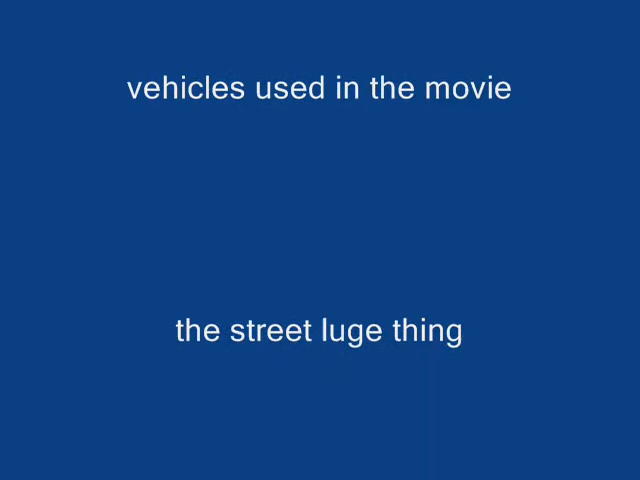 vehicles used in the movie
the street luge thing